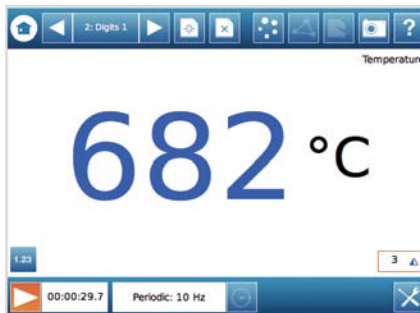 2: Digits 1
?
Temperature
682 °C
1.23
3
00:00:29.7
Periodic: 10 Hz